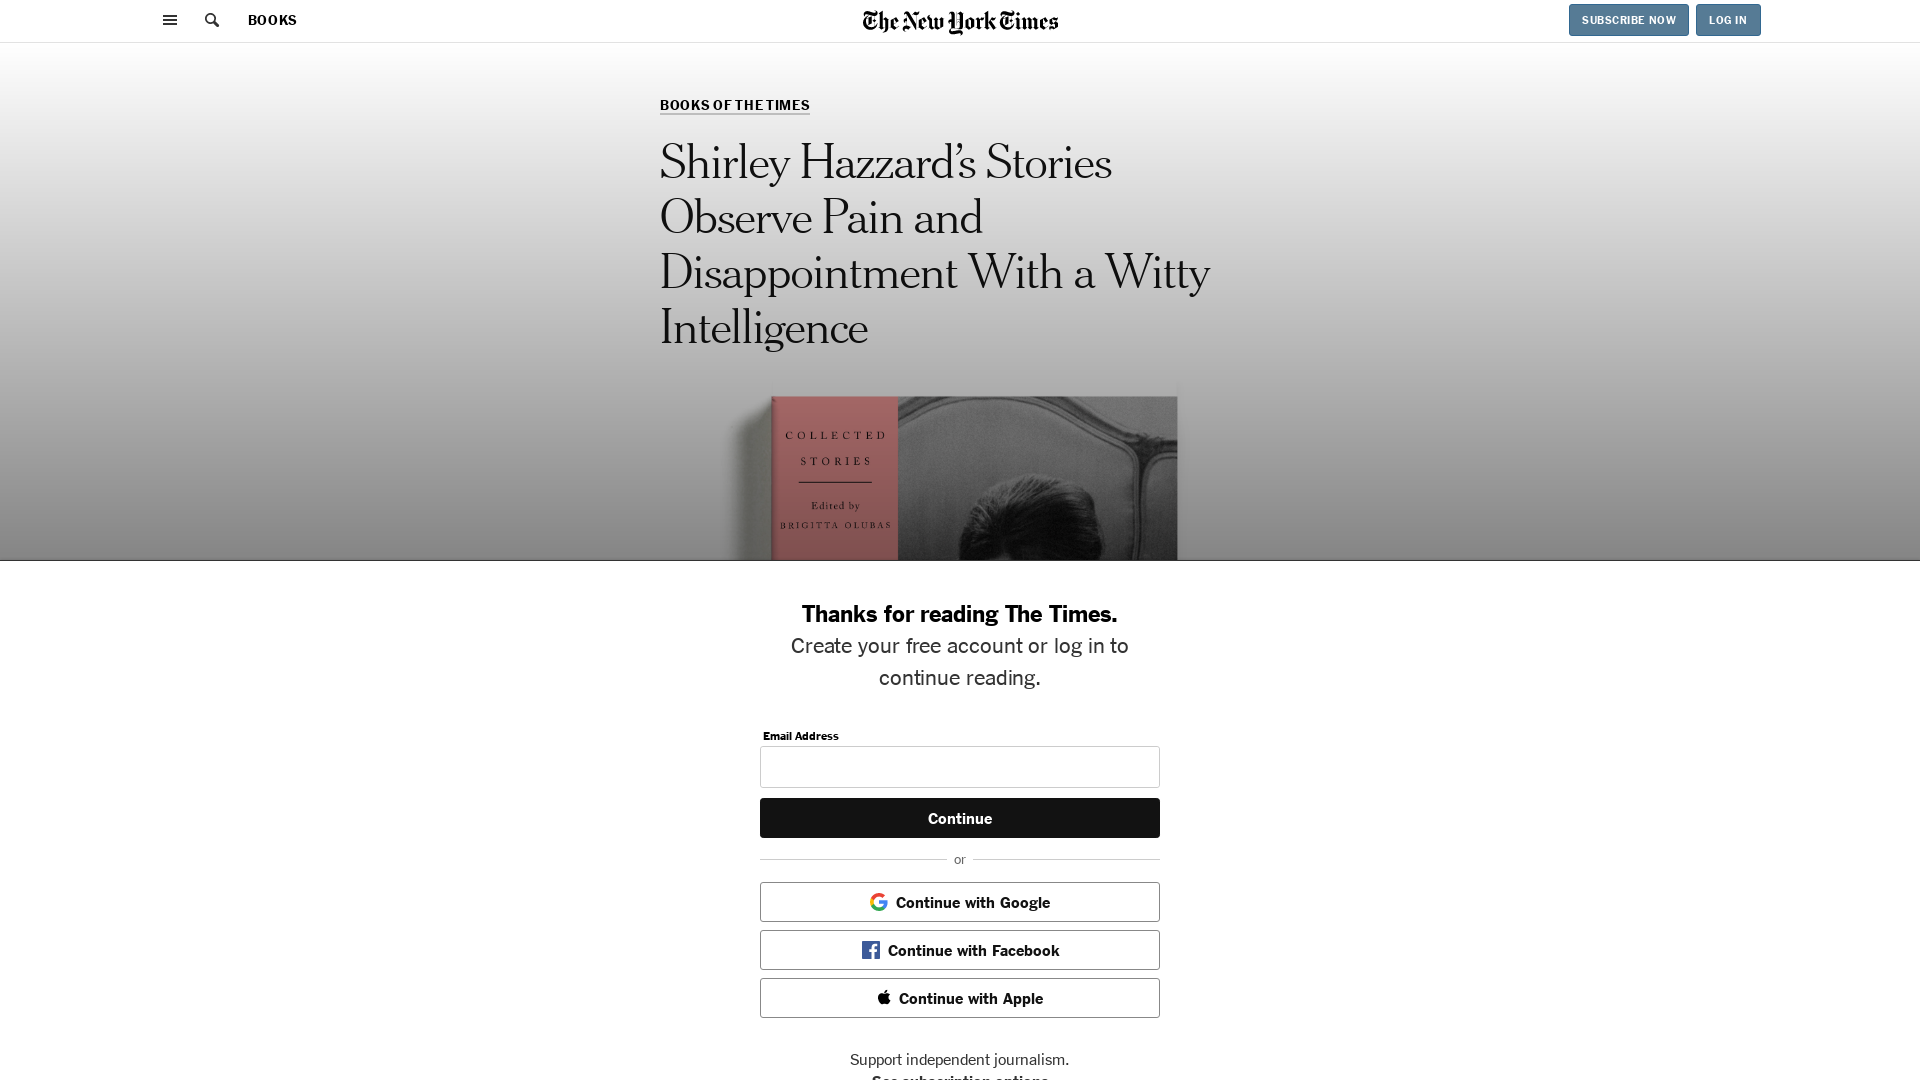 BOOKS
The New York Times
SUBSCRIBE NOW
LOG IN
BOOKS OF THE TIMES
Shirley Hazzard’s Stories
Observe Pain and
Disappointment With a Witty
Intelligence
COLLECTED
STORIES
Edited by
BRIGITTA OLUBAS
Thanks for reading The Times.
Create your free account or log in to
continue reading.
Email Address
Continue
or
Continue with Google
Continue with Facebook
Continue with Apple
Support independent journalism.
See subscription options